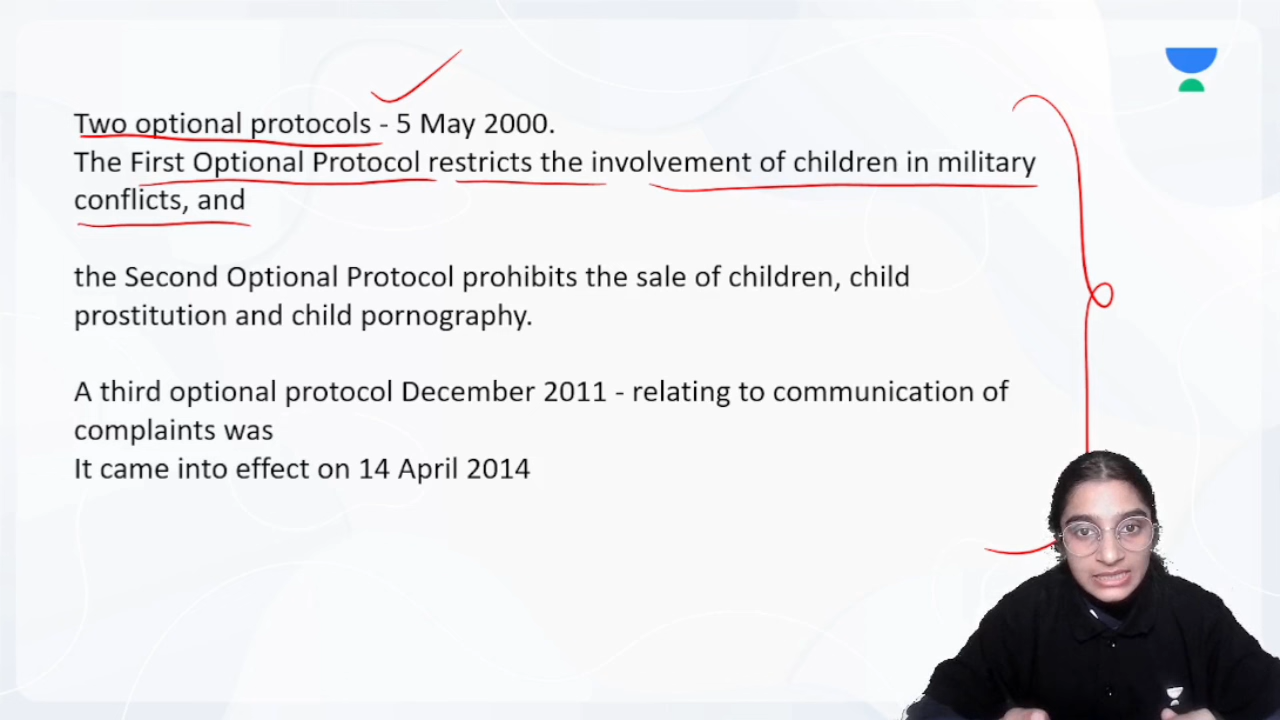 Two optional protocols - 5 May 2000.
The First Optional Protocol restricts the involvement of children in military
conflicts, and
the Second Optional Protocol prohibits the sale of children, child
prostitution and child pornography.
A third optional protocol December 2011 - relating to communication of
complaints was
It came into effect on 14 April 2014